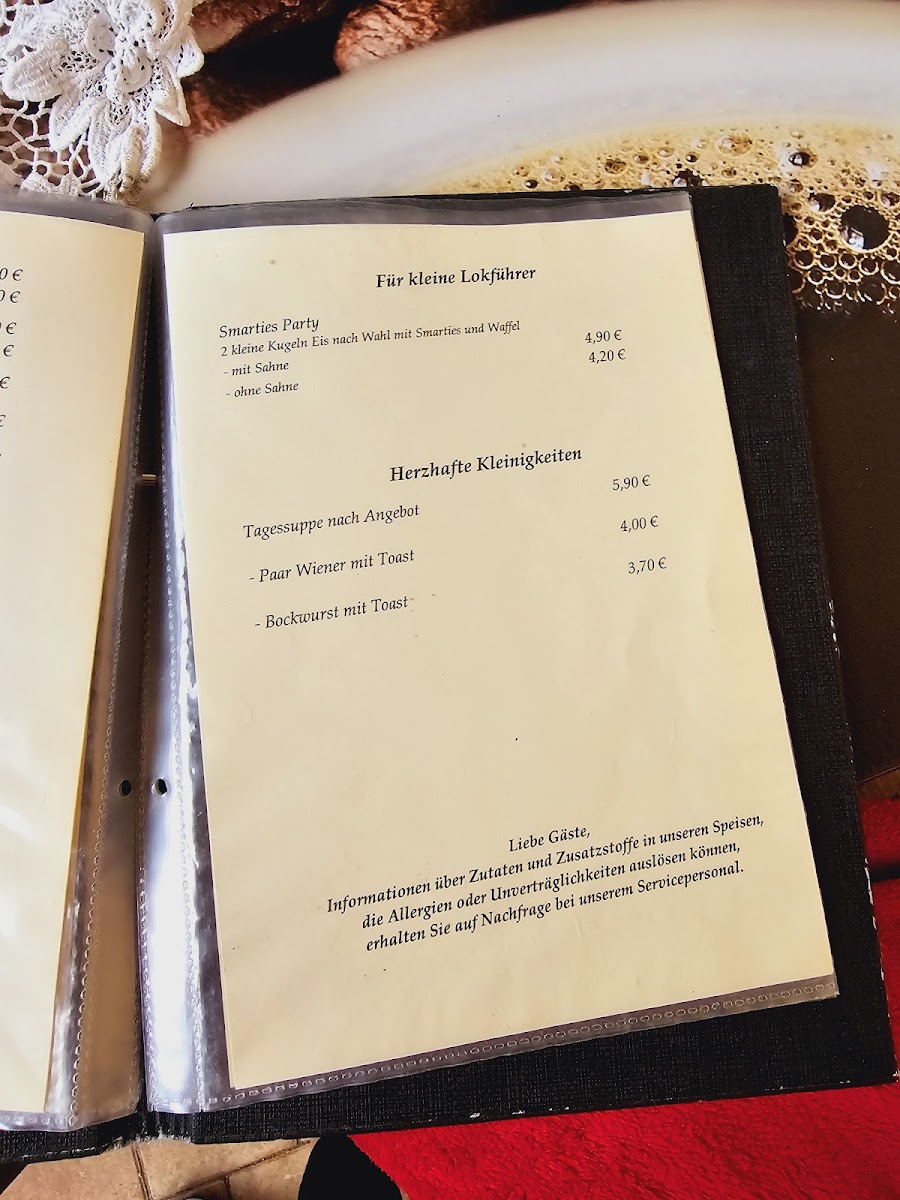 0 €
0 €
0 €
€
€
€
Für kleine Lokführer
Smarties Party
2 kleine Kugeln Eis nach Wahl mit Smarties und Waffel
- mit Sahne 4,90 €
- ohne Sahne 4,20 €
Herzhafte Kleinigkeiten
Tagessuppe nach Angebot 5,90 €
- Paar Wiener mit Toast 4,00 €
- Bockwurst mit Toast 3,70 €
Liebe Gäste,
Informationen über Zutaten und Zusatzstoffe in unseren Speisen,
die Allergien oder Unverträglichkeiten auslösen können,
erhalten Sie auf Nachfrage bei unserem Servicepersonal.